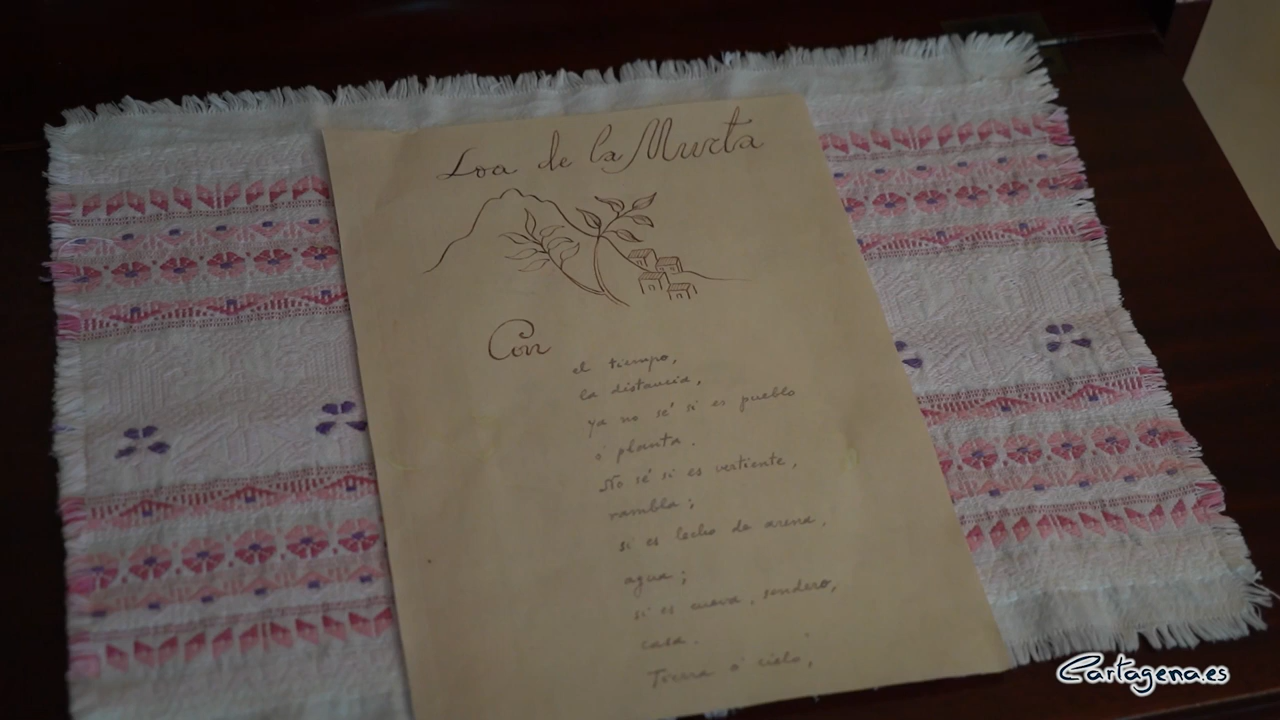 Loa de la Murta
Con
el tiempo,
la distancia,
ya no sé si es pueblo
ó planta.
No sé si es vertiente,
rambla;
si es lecho de arena,
agua;
si es cueva, sendero,
casa.
Tierra ó cielo,
Cartagena.es